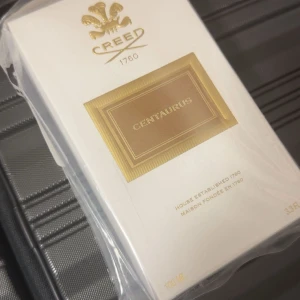 CREED
1760
CENTAURUS
HOUSE ESTABLISHED 1760
MAISON FONDÉE EN 1760